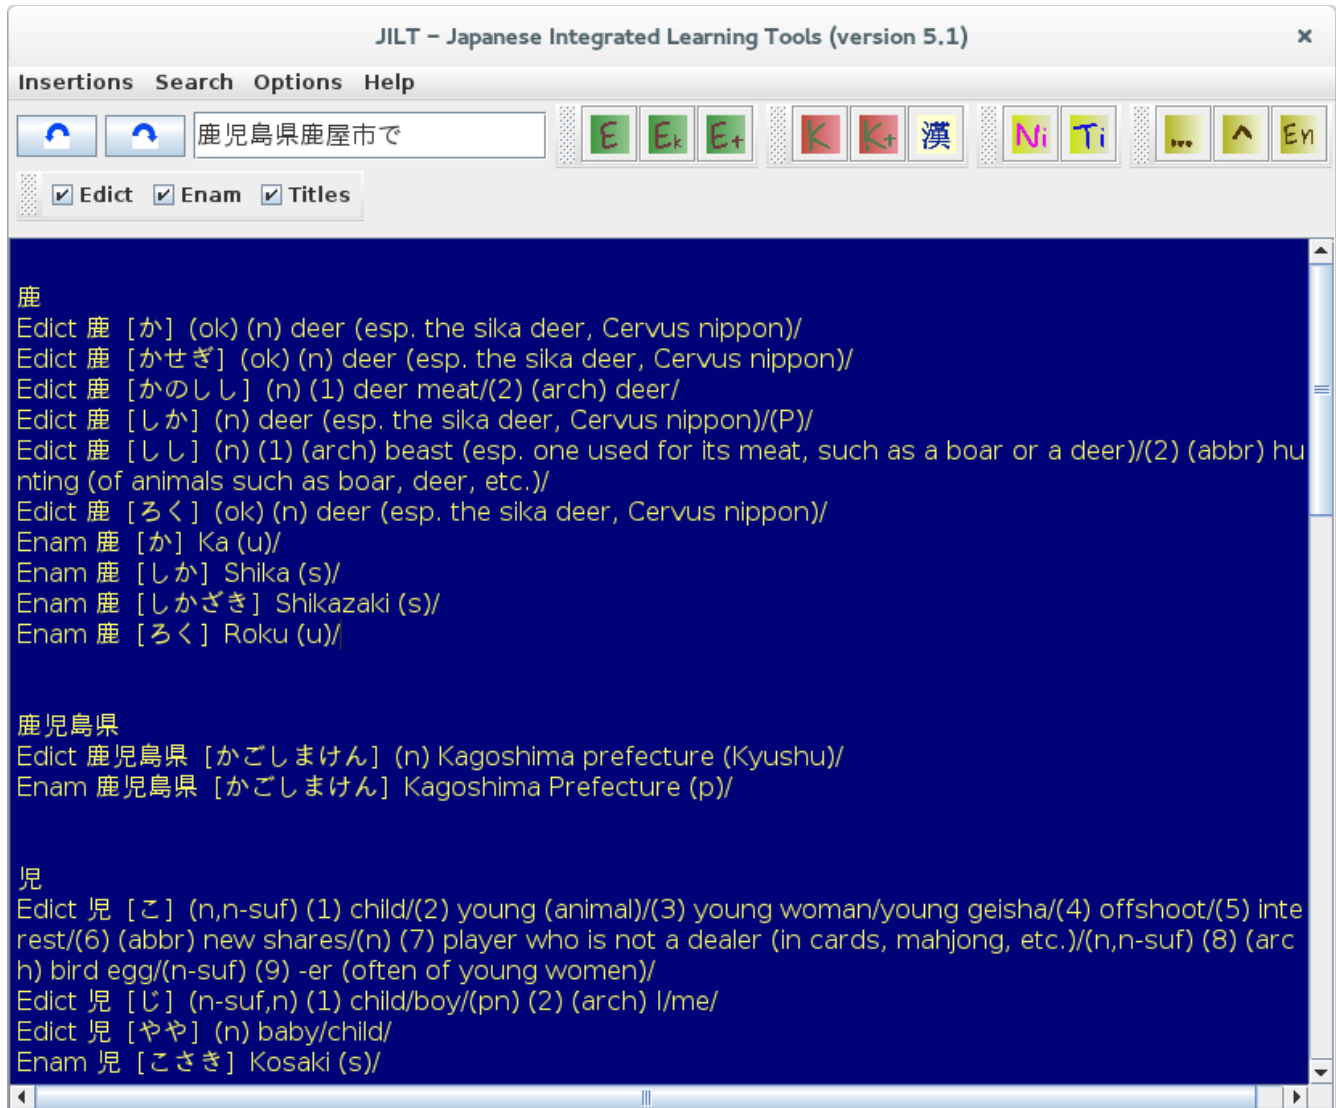 JILT – Japanese Integrated Learning Tools (version 5.1)
Insertions Search Options Help
鹿児島県鹿屋市で E Ek E+ K K+ 漢 Ni Ti ... ^ En
Edict Enam Titles
鹿
Edict 鹿 [か] (ok) (n) deer (esp. the sika deer, Cervus nippon)/
Edict 鹿 [かせぎ] (ok) (n) deer (esp. the sika deer, Cervus nippon)/
Edict 鹿 [かのしし] (n) (1) deer meat/(2) (arch) deer/
Edict 鹿 [しか] (n) deer (esp. the sika deer, Cervus nippon)/(P)/
Edict 鹿 [しし] (n) (1) (arch) beast (esp. one used for its meat, such as a boar or a deer)/(2) (abbr) hu
nting (of animals such as boar, deer, etc.)/
Edict 鹿 [ろく] (ok) (n) deer (esp. the sika deer, Cervus nippon)/
Enam 鹿 [か] Ka (u)/
Enam 鹿 [しか] Shika (s)/
Enam 鹿 [しかざき] Shikazaki (s)/
Enam 鹿 [ろく] Roku (u)/
鹿児島県
Edict 鹿児島県 [かごしまけん] (n) Kagoshima prefecture (Kyushu)/
Enam 鹿児島県 [かごしまけん] Kagoshima Prefecture (p)/
児
Edict 児 [こ] (n,n-suf) (1) child/(2) young (animal)/(3) young woman/young geisha/(4) offshoot/(5) inte
rest/(6) (abbr) new shares/(n) (7) player who is not a dealer (in cards, mahjong, etc.)/(n,n-suf) (8) (arc
h) bird egg/(n-suf) (9) -er (often of young women)/
Edict 児 [じ] (n-suf,n) (1) child/boy/(pn) (2) (arch) I/me/
Edict 児 [やや] (n) baby/child/
Enam 児 [こさき] Kosaki (s)/